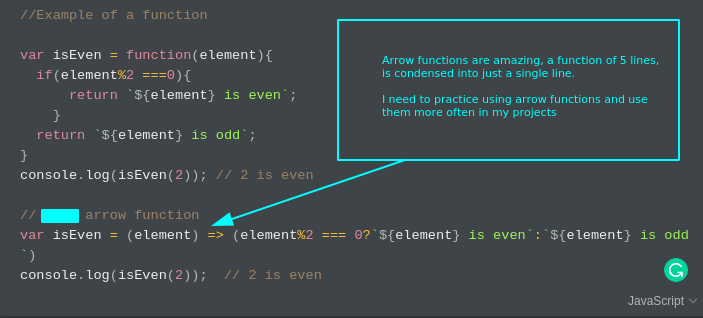 //Example of a function
var isEven = function(element){
if(element%2 ===0){
return `${element} is even`;
}
return `${element} is odd`;
}
console.log(isEven(2)); // 2 is even
Arrow functions are amazing, a function of 5 lines,
is condensed into just a single line.
I need to practice using arrow functions and use
them more often in my projects
// arrow function
var isEven = (element) => (element%2 === 0?`${element} is even`:`${element} is odd
`)
console.log(isEven(2)); // 2 is even
JavaScript